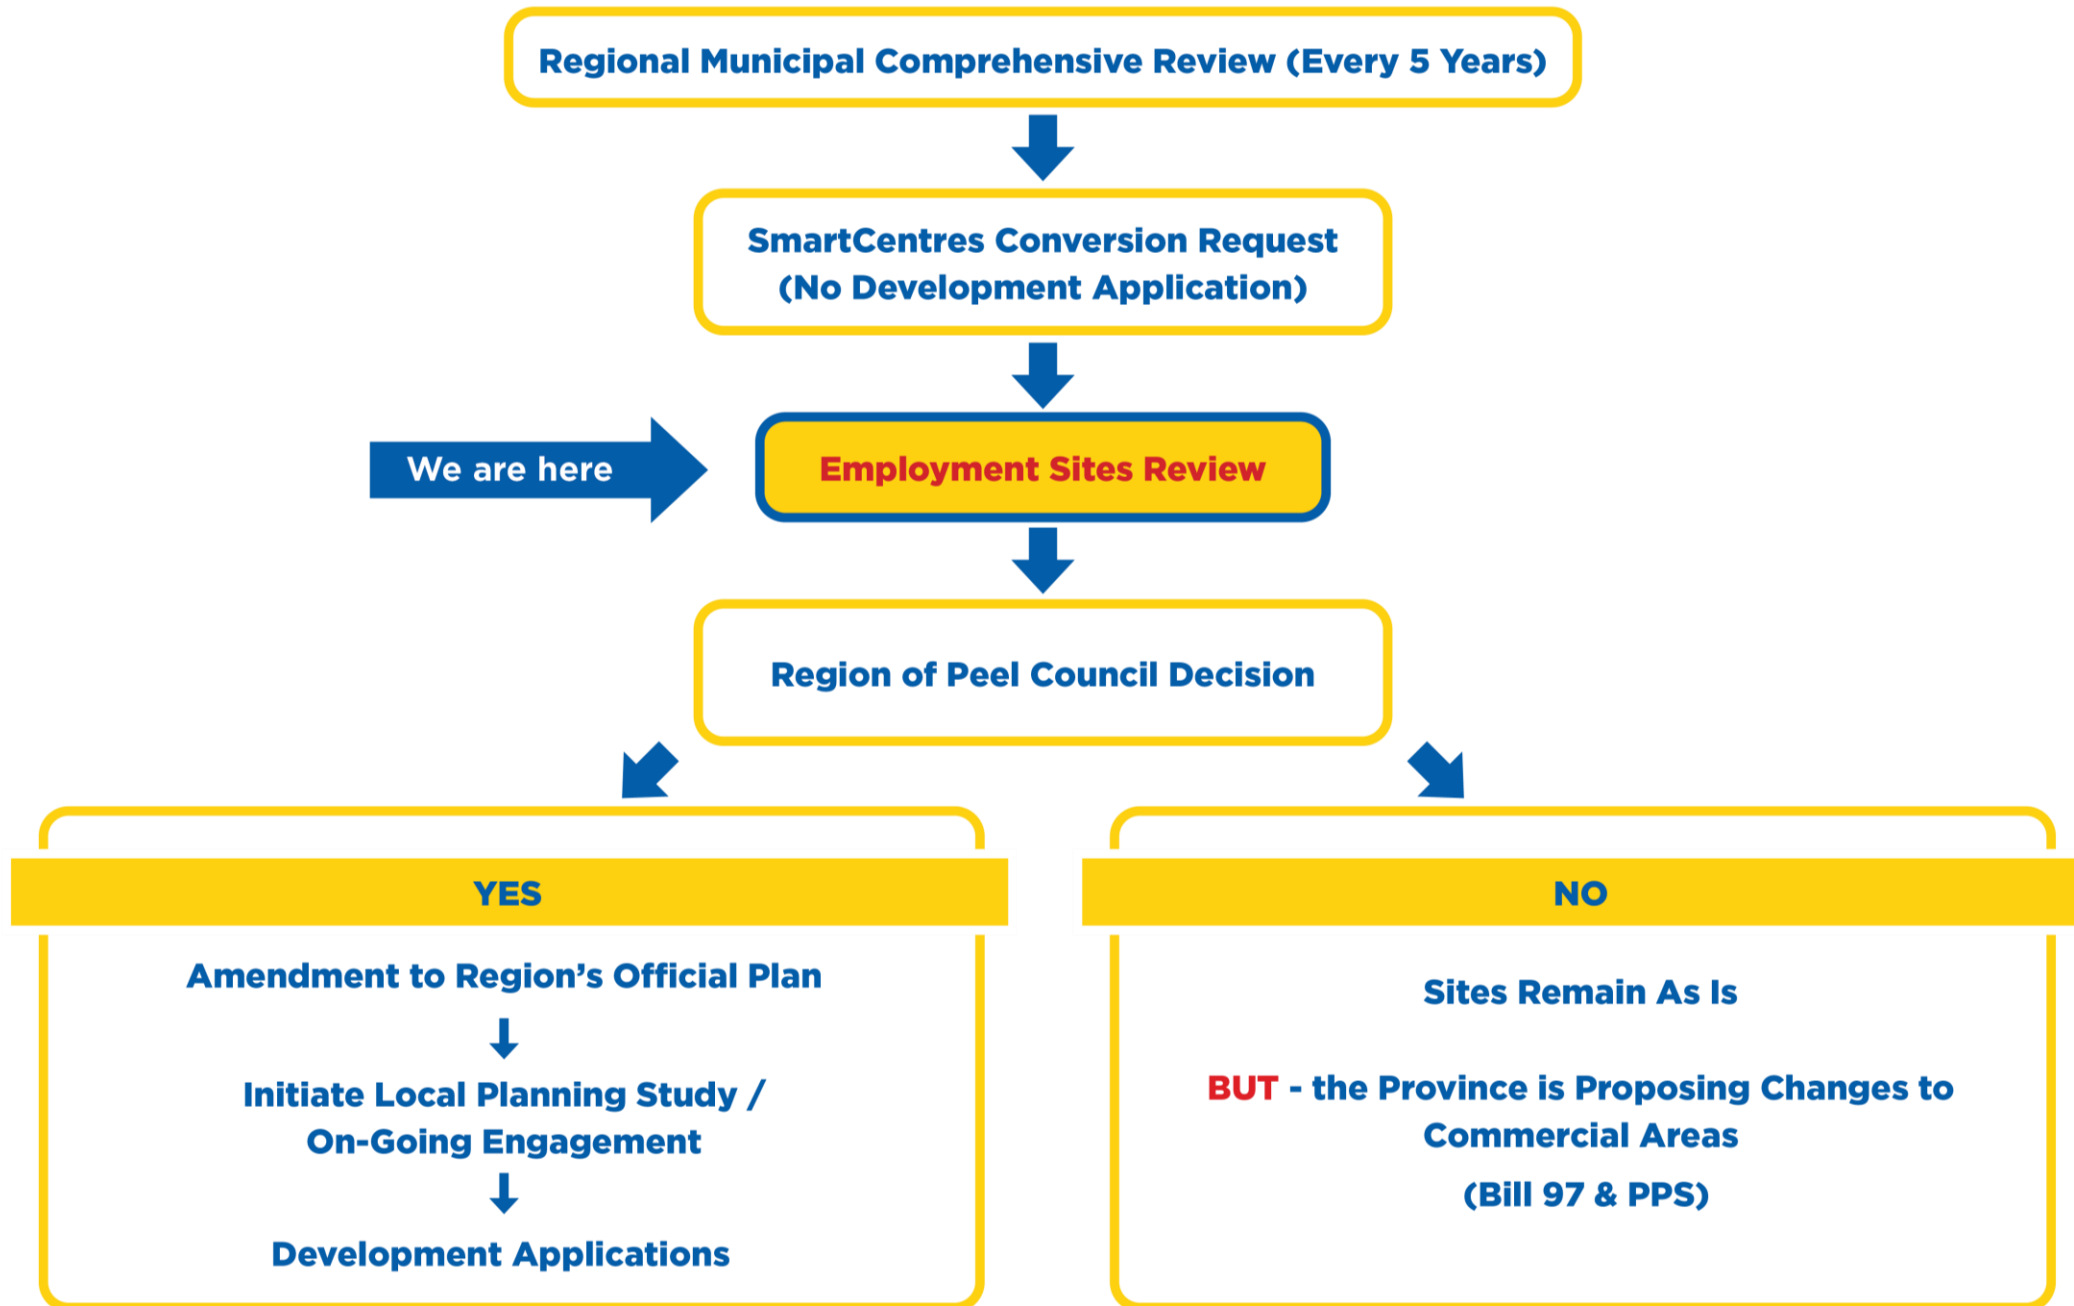 Regional Municipal Comprehensive Review (Every 5 Years)
SmartCentres Conversion Request
(No Development Application)
We are here
Employment Sites Review
Region of Peel Council Decision
YES
Amendment to Region's Official Plan
Initiate Local Planning Study /
On-Going Engagement
Development Applications
NO
Sites Remain As Is
BUT - the Province is Proposing Changes to
Commercial Areas
(Bill 97 & PPS)